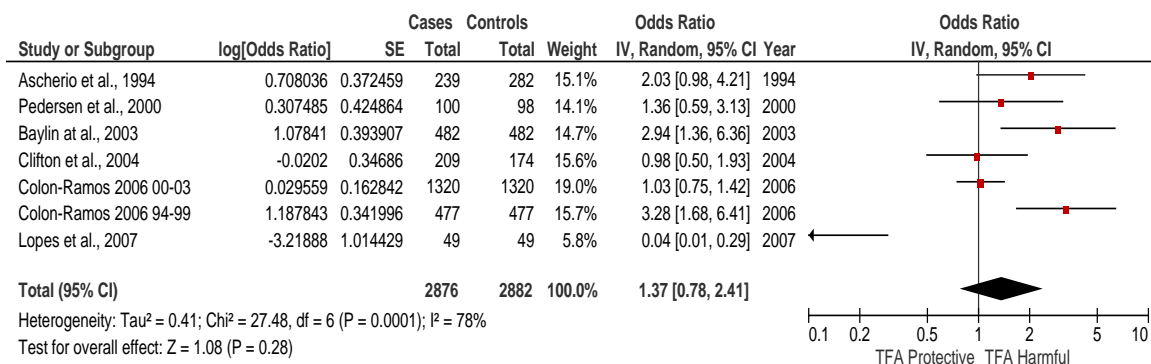 Cases Controls Odds Ratio Odds Ratio
Study or Subgroup log[Odds Ratio] SE Total Total Weight IV, Random, 95% CI Year IV, Random, 95% CI
Ascherio et al., 1994 0.708036 0.372459 239 282 15.1% 2.03 [0.98, 4.21] 1994
Pedersen et al., 2000 0.307485 0.424864 100 98 14.1% 1.36 [0.59, 3.13] 2000
Baylin at al., 2003 1.07841 0.393907 482 482 14.7% 2.94 [1.36, 6.36] 2003
Clifton et al., 2004 -0.0202 0.34686 209 174 15.6% 0.98 [0.50, 1.93] 2004
Colon-Ramos 2006 00-03 0.029559 0.162842 1320 1320 19.0% 1.03 [0.75, 1.42] 2006
Colon-Ramos 2006 94-99 1.187843 0.341996 477 477 15.7% 3.28 [1.68, 6.41] 2006
Lopes et al., 2007 -3.21888 1.014429 49 49 5.8% 0.04 [0.01, 0.29] 2007
Total (95% CI) 2876 2882 100.0% 1.37 [0.78, 2.41]
Heterogeneity: Tau² = 0.41; Chi² = 27.48, df = 6 (P = 0.0001); I² = 78%
Test for overall effect: Z = 1.08 (P = 0.28)
0.1 0.2 0.5 1 2 5 10
TFA Protective TFA Harmful